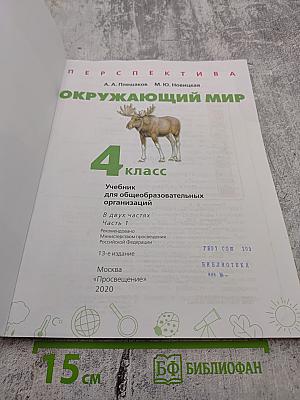 ПЕРСПЕКТИВА
А. А. Плешаков М. Ю. Новицкая
ОКРУЖАЮЩИЙ МИР
4 класс
Учебник
для общеобразовательных
организаций
В двух частях
Часть 1
Рекомендовано
Министерством просвещения
Российской Федерации
13-е издание
Москва
«Просвещение»
2020
БИБЛИОТЕКА
15 см
БФ БИБЛИОФАН